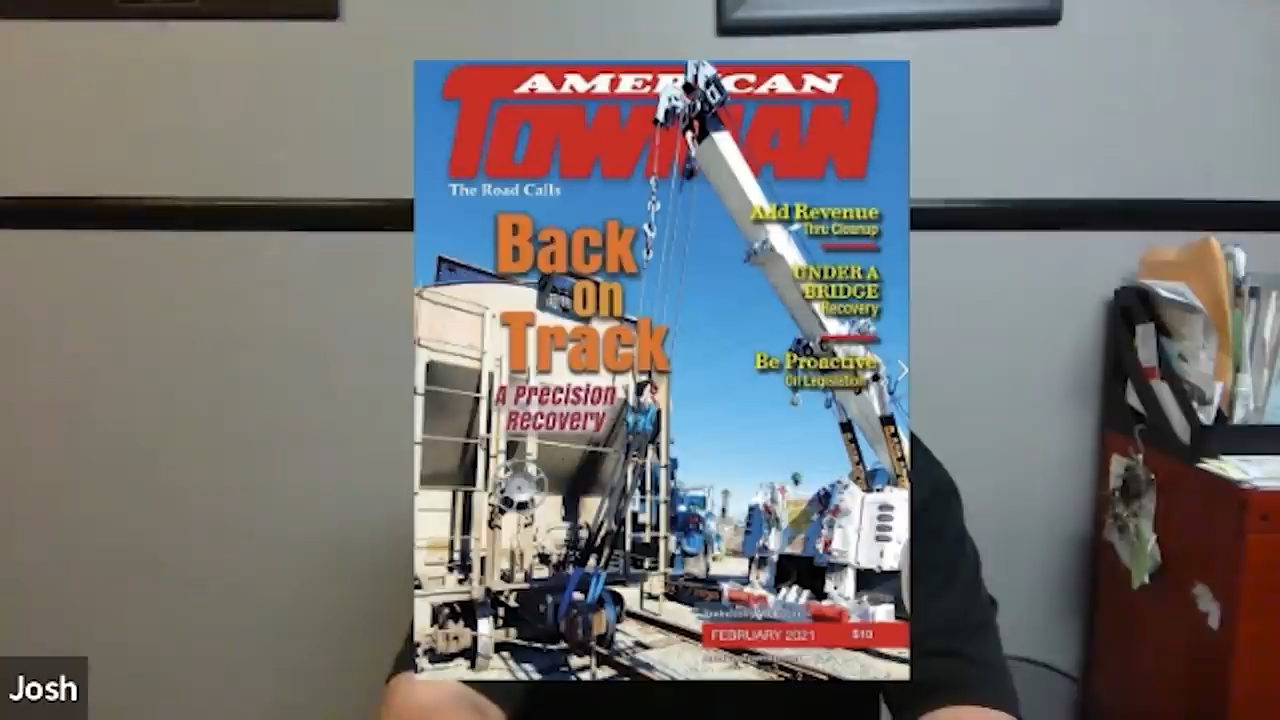 AMERICAN
TOWMAN
The Road Calls
Back
on
Track
A Precision
Recovery
Add Revenue
Thru Cleanup
UNDER A
BRIDGE
Recovery
Be Proactive
On Legislation
FEBRUARY 2021 $10
Josh